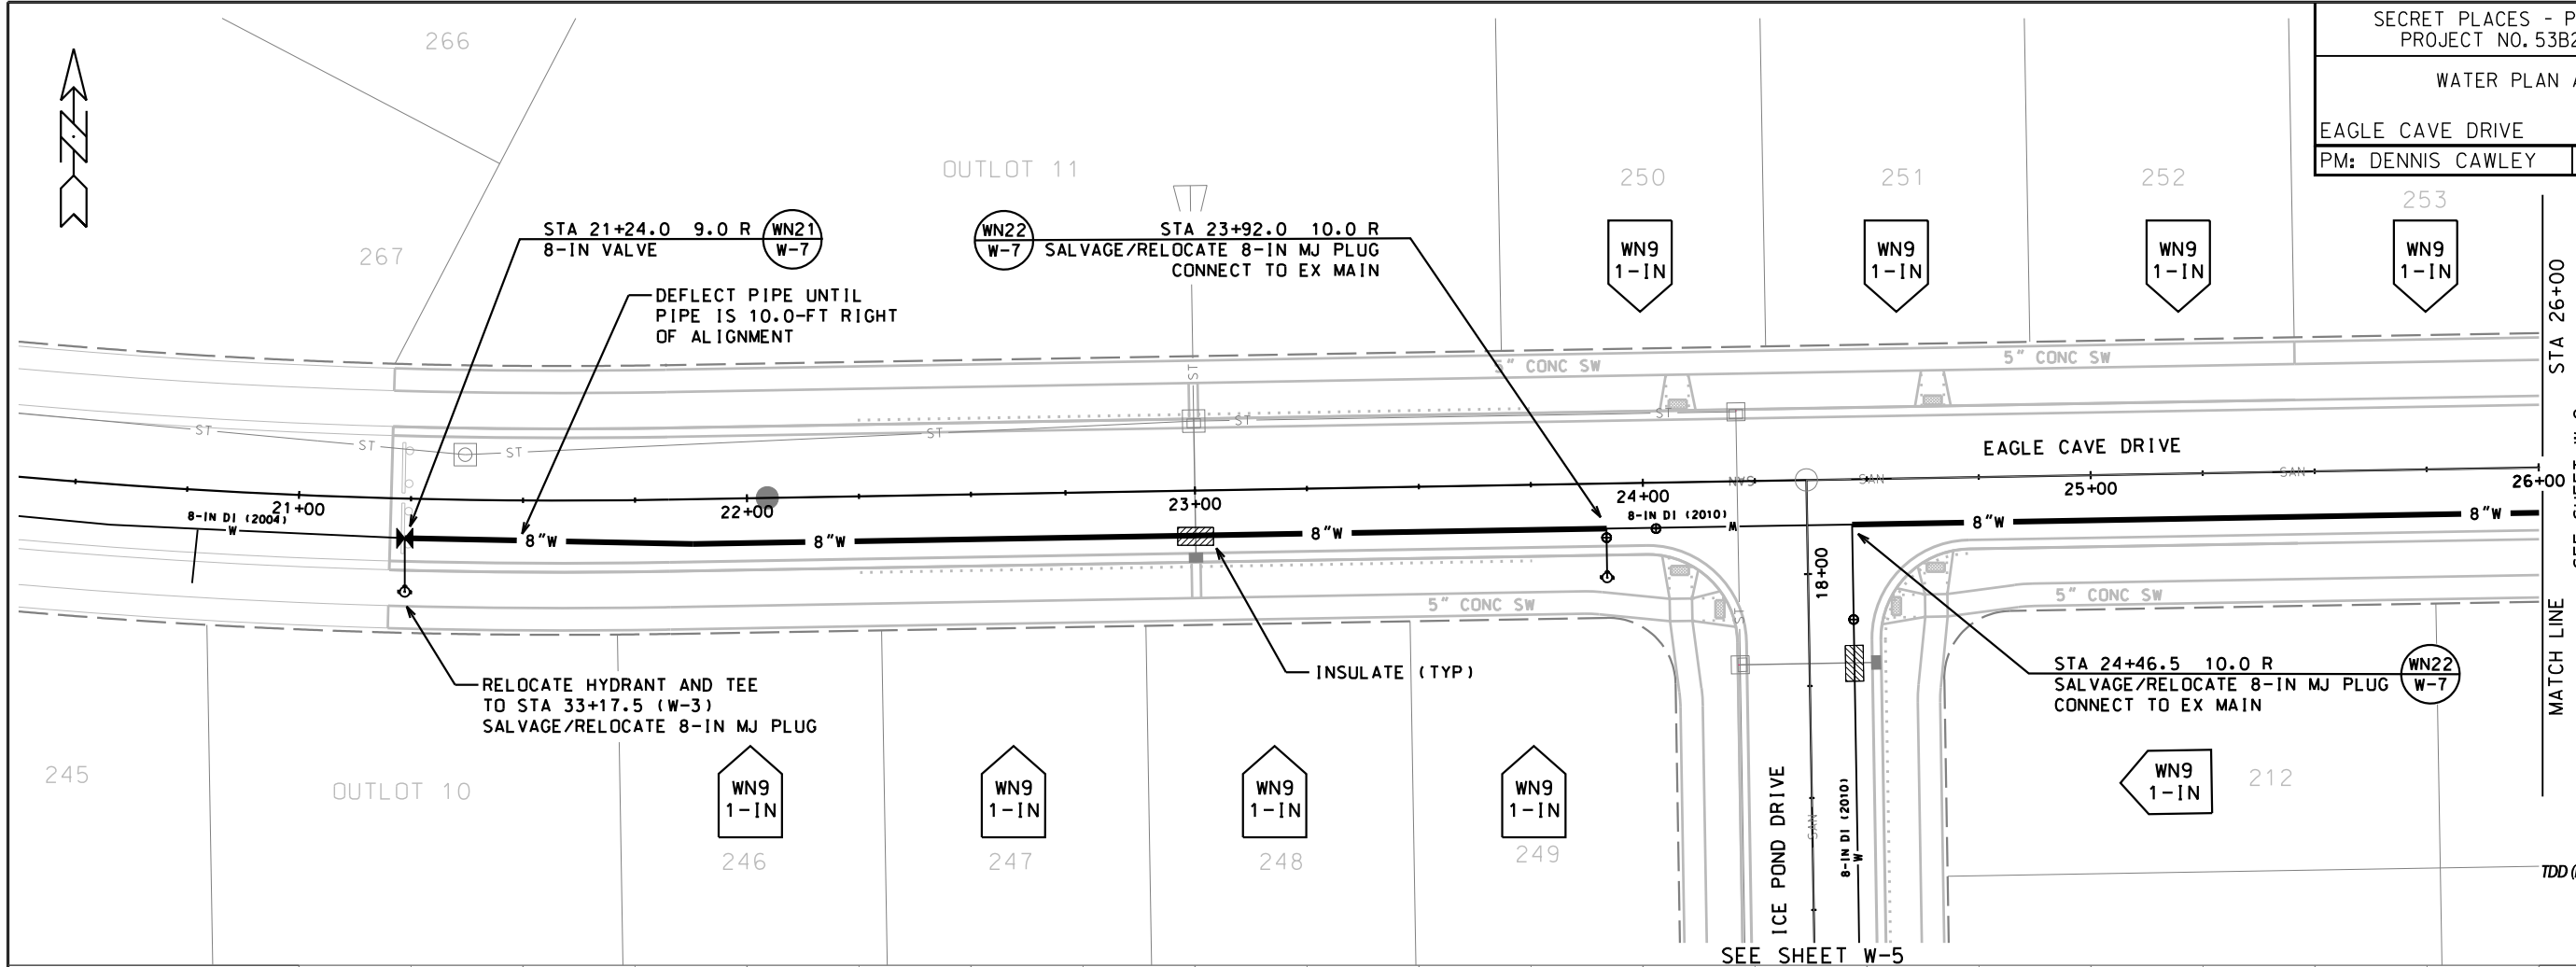 SECRET PLACES - P
PROJECT NO. 53B2
WATER PLAN A
EAGLE CAVE DRIVE
PM: DENNIS CAWLEY
N
266
267
OUTLOT 11
250
251
252
253
STA 21+24.0 9.0 R
8-IN VALVE
WN21
W-7
WN22
W-7
STA 23+92.0 10.0 R
SALVAGE/RELOCATE 8-IN MJ PLUG
CONNECT TO EX MAIN
DEFLECT PIPE UNTIL
PIPE IS 10.0-FT RIGHT
OF ALIGNMENT
WN9
1-IN
WN9
1-IN
WN9
1-IN
WN9
1-IN
STA 26+00
5" CONC SW
5" CONC SW
ST
ST
ST
ST
ST
ST
ST
EAGLE CAVE DRIVE
SAN
SAN
SAN
21+00
22+00
23+00
24+00
25+00
26+00
8-IN DI (2004)
W
8"W
8"W
8"W
8-IN DI (2010)
W
8"W
8"W
18+00
5" CONC SW
5" CONC SW
ST
MATCH LINE
RELOCATE HYDRANT AND TEE
TO STA 33+17.5 (W-3)
SALVAGE/RELOCATE 8-IN MJ PLUG
INSULATE (TYP)
STA 24+46.5 10.0 R
SALVAGE/RELOCATE 8-IN MJ PLUG
CONNECT TO EX MAIN
WN22
W-7
245
OUTLOT 10
WN9
1-IN
246
WN9
1-IN
247
WN9
1-IN
248
WN9
1-IN
249
ICE POND DRIVE
SAN
8-IN DI (2010)
W
WN9
1-IN
212
TDD (
SEE SHEET W-5